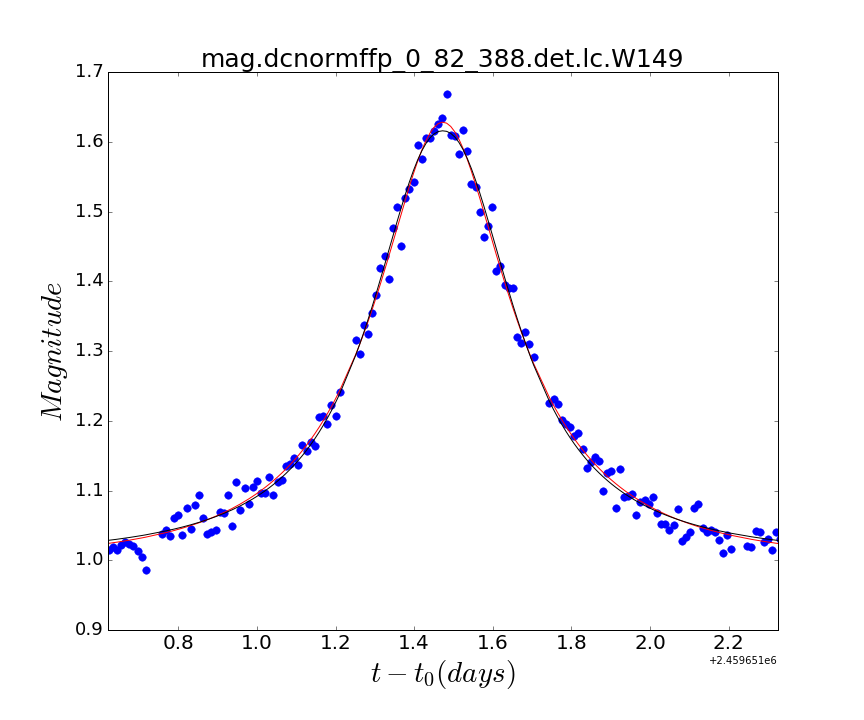 mag.dcnormffp_0_82_388.det.lc.W149
1.7
1.6
1.5
1.4
1.3
1.2
1.1
1.0
0.9
Magnitude
0.8 1.0 1.2 1.4 1.6 1.8 2.0 2.2
+2.459651e6
t − t₀(days)